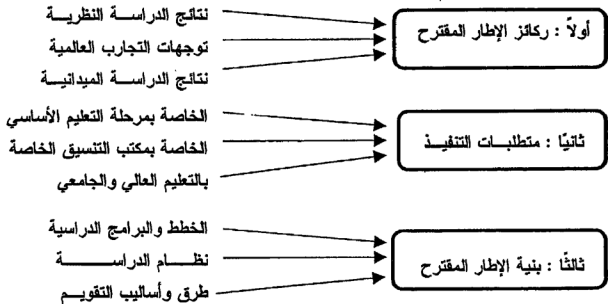 أولاً : ركائز الإطار المقترح
نتائج الدراسة النظرية
توجهات التجارب العالمية
نتائج الدراسة الميدانية
ثانيًا : متطلبات التنفيذ
الخاصة بمرحلة التعليم الأساسي
الخاصة بمكتب التنسيق الخاصة
بالتعليم العالي والجامعي
ثالثًا : بنية الإطار المقترح
الخطط والبرامج الدراسية
نظام الدراسة
طرق وأساليب التقويم